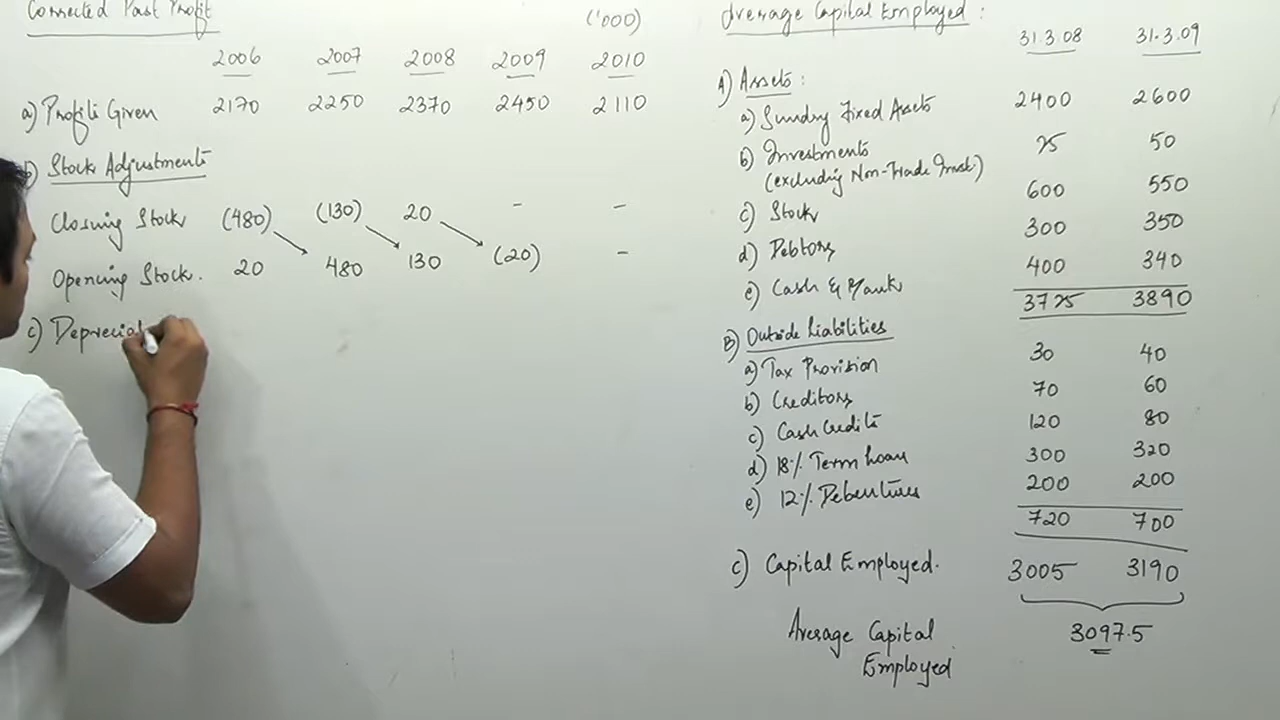 Corrected Past Profit
('000)
2006 2007 2008 2009 2010
a) Profits Given 2170 2250 2370 2450 2110
b) Stock Adjustments
Closing Stock (480) (130) 20 - -
Opening Stock. 20 480 130 (20) -
c) Depreciat
Average Capital Employed :
31.3.08 31.3.09
A) Assets :
a) Sundry Fixed Assets 2400 2600
b) Investments 25 50
(excluding Non-Trade Invest.)
c) Stock 600 550
d) Debtors 300 350
e) Cash & Bank 400 340
3725 3890
B) Outside Liabilities
a) Tax Provision 30 40
b) Creditors 70 60
c) Cash Credits 120 80
d) 18% Term Loan 300 320
e) 12% Debentures 200 200
720 700
c) Capital Employed. 3005 3190
Average Capital 3097.5
Employed